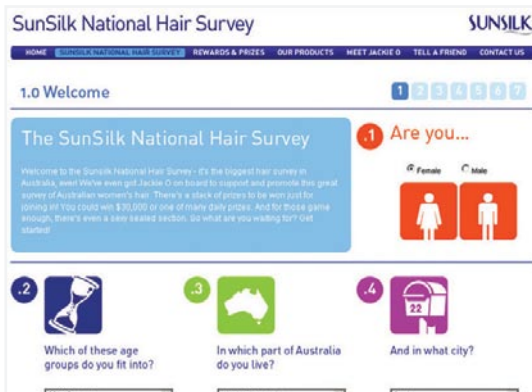 SunSilk National Hair Survey
SUNSILK
HOME SUNSILK NATIONAL HAIR SURVEY REWARDS & PRIZES OUR PRODUCTS MEET JACKIE O TELL A FRIEND CONTACT US
1.0 Welcome
1 2 3 4 5 6 7
The SunSilk National Hair Survey
Welcome to the Sunsilk National Hair Survey - it's the biggest hair survey in
Australia, ever! We've even got Jackie O on board to support and promote this great
survey of Australian women's hair. There's a stack of prizes to be won just for
joining in! You could win $30,000 or one of many daily prizes. And for those game
enough, there's even a sexy sealed section. So what are you waiting for? Get
started!
.1 Are you...
Female Male
.2
Which of these age
groups do you fit into?
.3
In which part of Australia
do you live?
.4
22
And in what city?